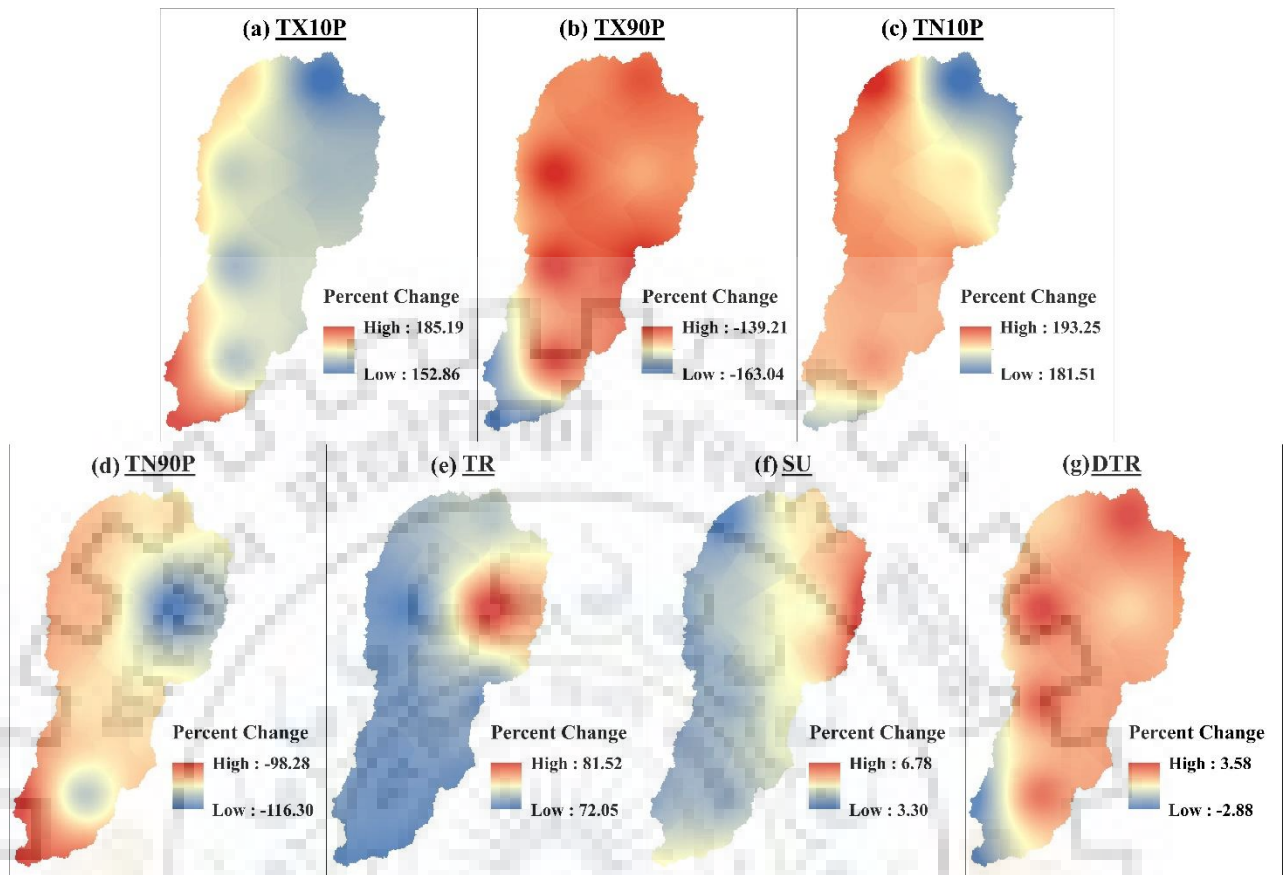 (a) TX10P
Percent Change
High : 185.19
Low : 152.86
(b) TX90P
Percent Change
High : -139.21
Low : -163.04
(c) TN10P
Percent Change
High : 193.25
Low : 181.51
(d) TN90P
Percent Change
High : -98.28
Low : -116.30
(e) TR
Percent Change
High : 81.52
Low : 72.05
(f) SU
Percent Change
High : 6.78
Low : 3.30
(g) DTR
Percent Change
High : 3.58
Low : -2.88